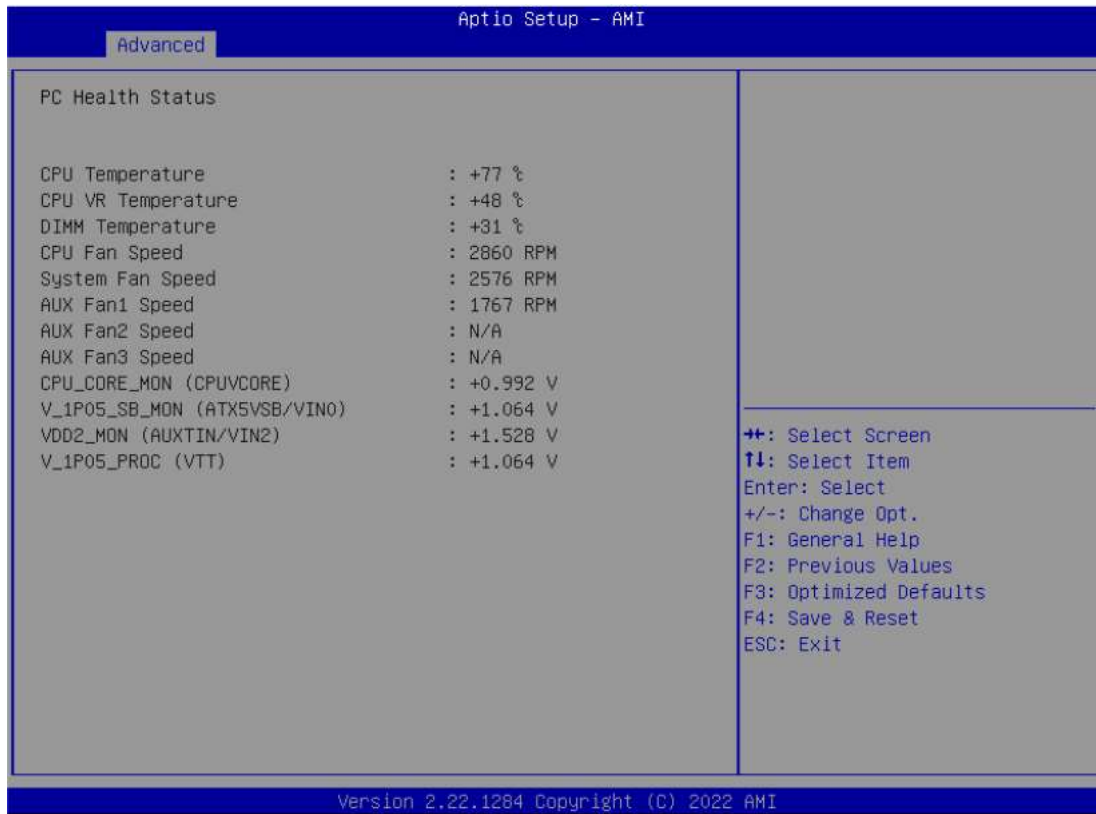 Aptio Setup – AMI
Advanced
PC Health Status
CPU Temperature : +77 ℃
CPU VR Temperature : +48 ℃
DIMM Temperature : +31 ℃
CPU Fan Speed : 2860 RPM
System Fan Speed : 2576 RPM
AUX Fan1 Speed : 1767 RPM
AUX Fan2 Speed : N/A
AUX Fan3 Speed : N/A
CPU_CORE_MON (CPUVCORE) : +0.992 V
V_1P05_SB_MON (ATX5VSB/VIN0) : +1.064 V
VDD2_MON (AUXTIN/VIN2) : +1.528 V
V_1P05_PROC (VTT) : +1.064 V
→←: Select Screen
↑↓: Select Item
Enter: Select
+/-: Change Opt.
F1: General Help
F2: Previous Values
F3: Optimized Defaults
F4: Save & Reset
ESC: Exit
Version 2.22.1284 Copyright (C) 2022 AMI